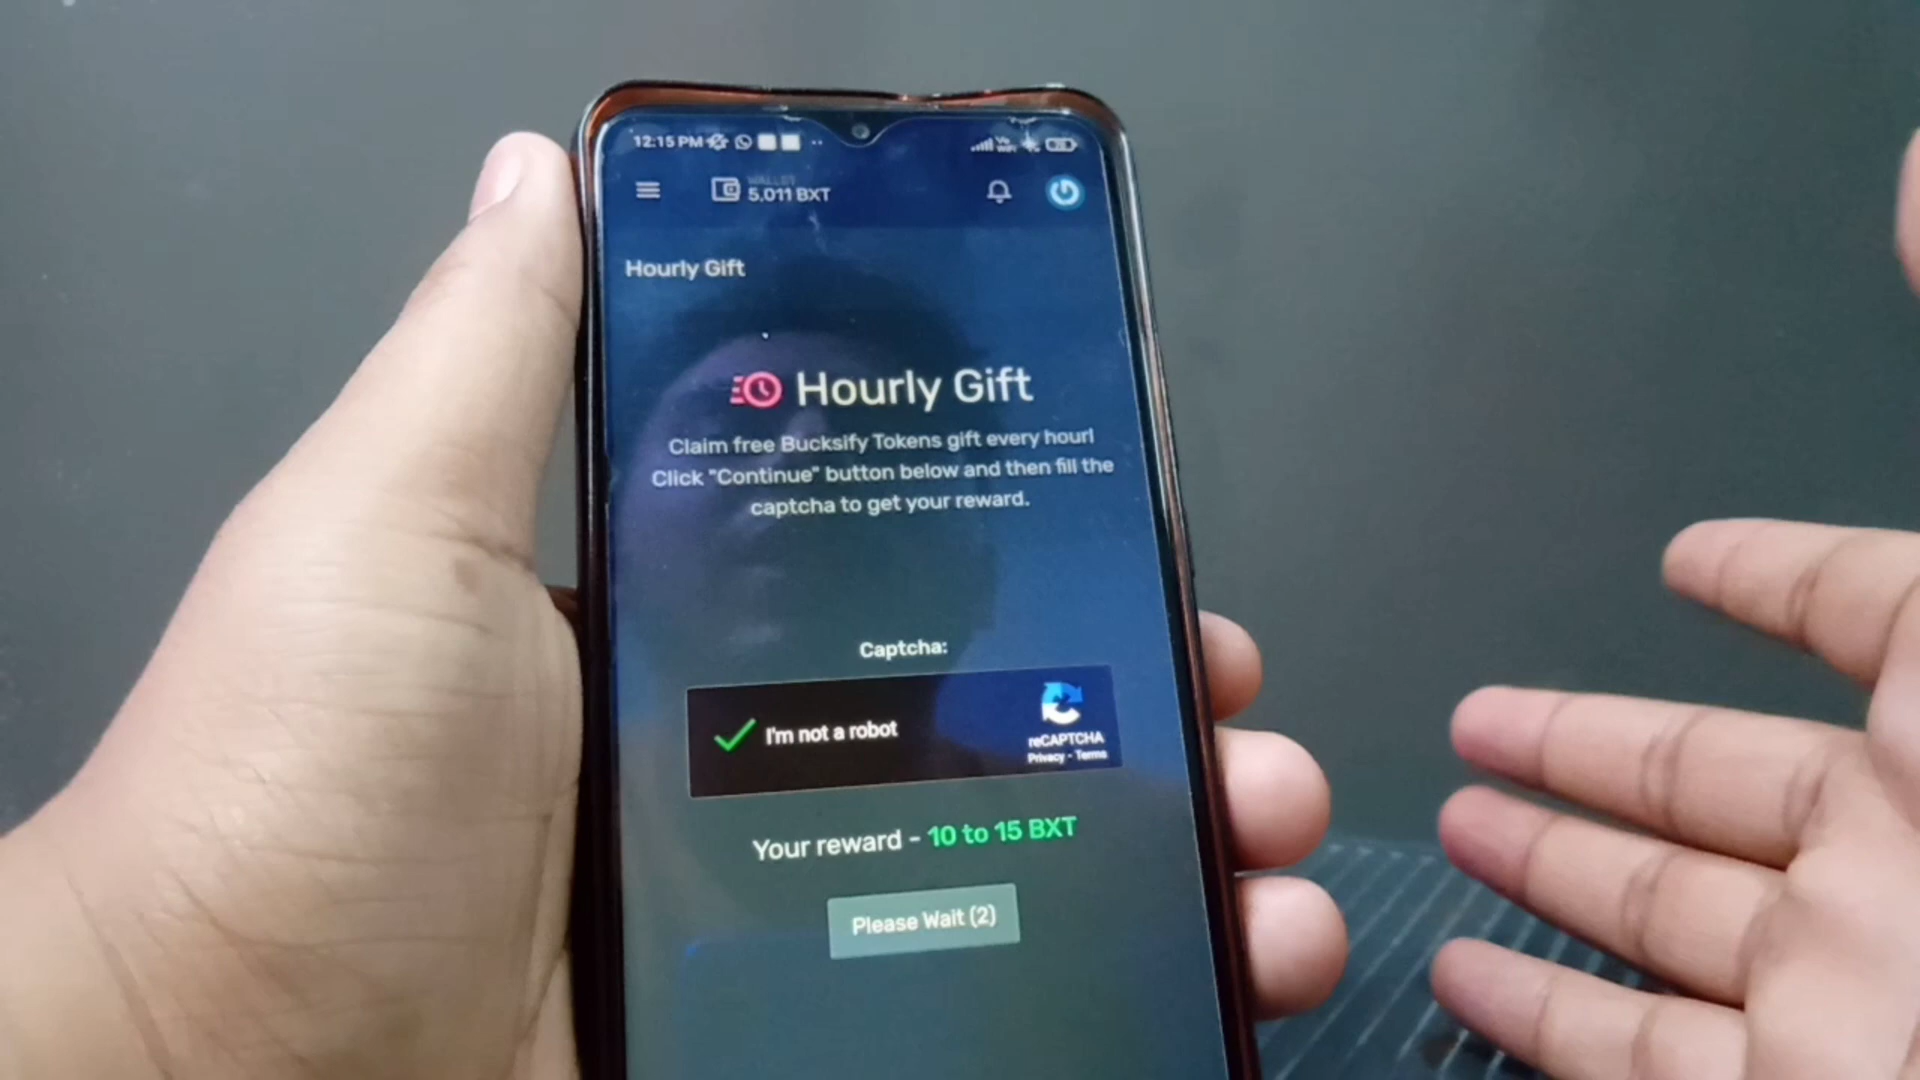 12:15 PM
WALLET
5,011 BXT
Hourly Gift
Hourly Gift
Claim free Bucksify Tokens gift every hour!
Click "Continue" button below and then fill the
captcha to get your reward.
Captcha:
I'm not a robot
reCAPTCHA
Privacy - Terms
Your reward - 10 to 15 BXT
Please Wait (2)